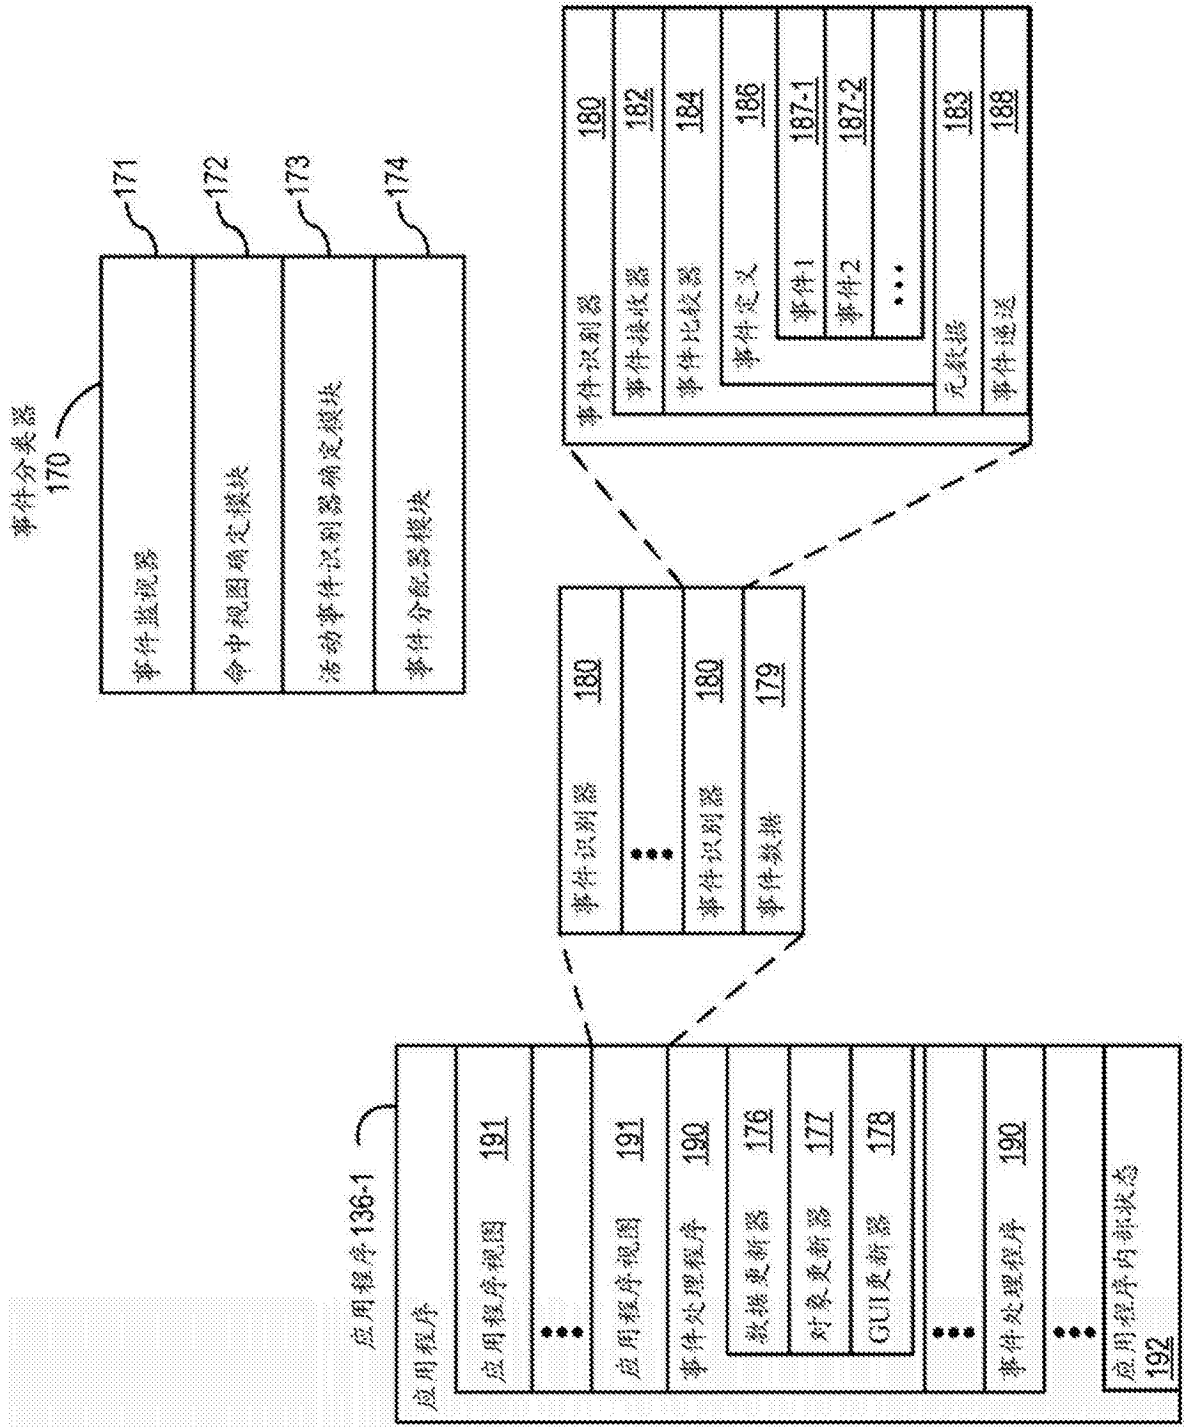 事件分类器
170
事件监视器
171
命中视图确定模块
172
活动事件识别器确定模块
173
事件分配器模块
174
应用程序136-1
应用程序
应用程序视图 191
•••
应用程序视图 191
事件处理程序 190
数据更新器 176
对象更新器 177
GUI更新器 178
•••
事件处理程序 190
•••
应用程序内部状态
192
事件识别器 180
•••
事件识别器 180
事件数据 179
事件识别器 180
事件接收器 182
事件比较器 184
事件定义 186
事件1 187-1
事件2 187-2
•••
元数据 183
事件递送 188